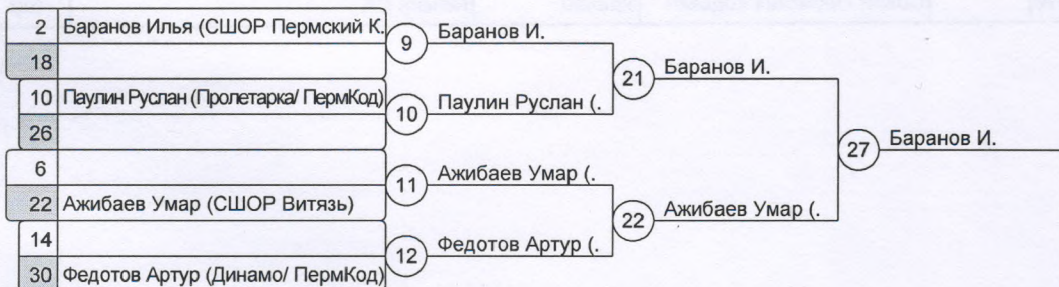 2 Баранов Илья (СШОР Пермский К.
18
9 Баранов И.
10 Паулин Руслан (Пролетарка/ ПермКод)
26
10 Паулин Руслан (.
21 Баранов И.
6
22 Ажибаев Умар (СШОР Витязь)
11 Ажибаев Умар (.
14
30 Федотов Артур (Динамо/ ПермКод)
12 Федотов Артур (.
22 Ажибаев Умар (.
27 Баранов И.